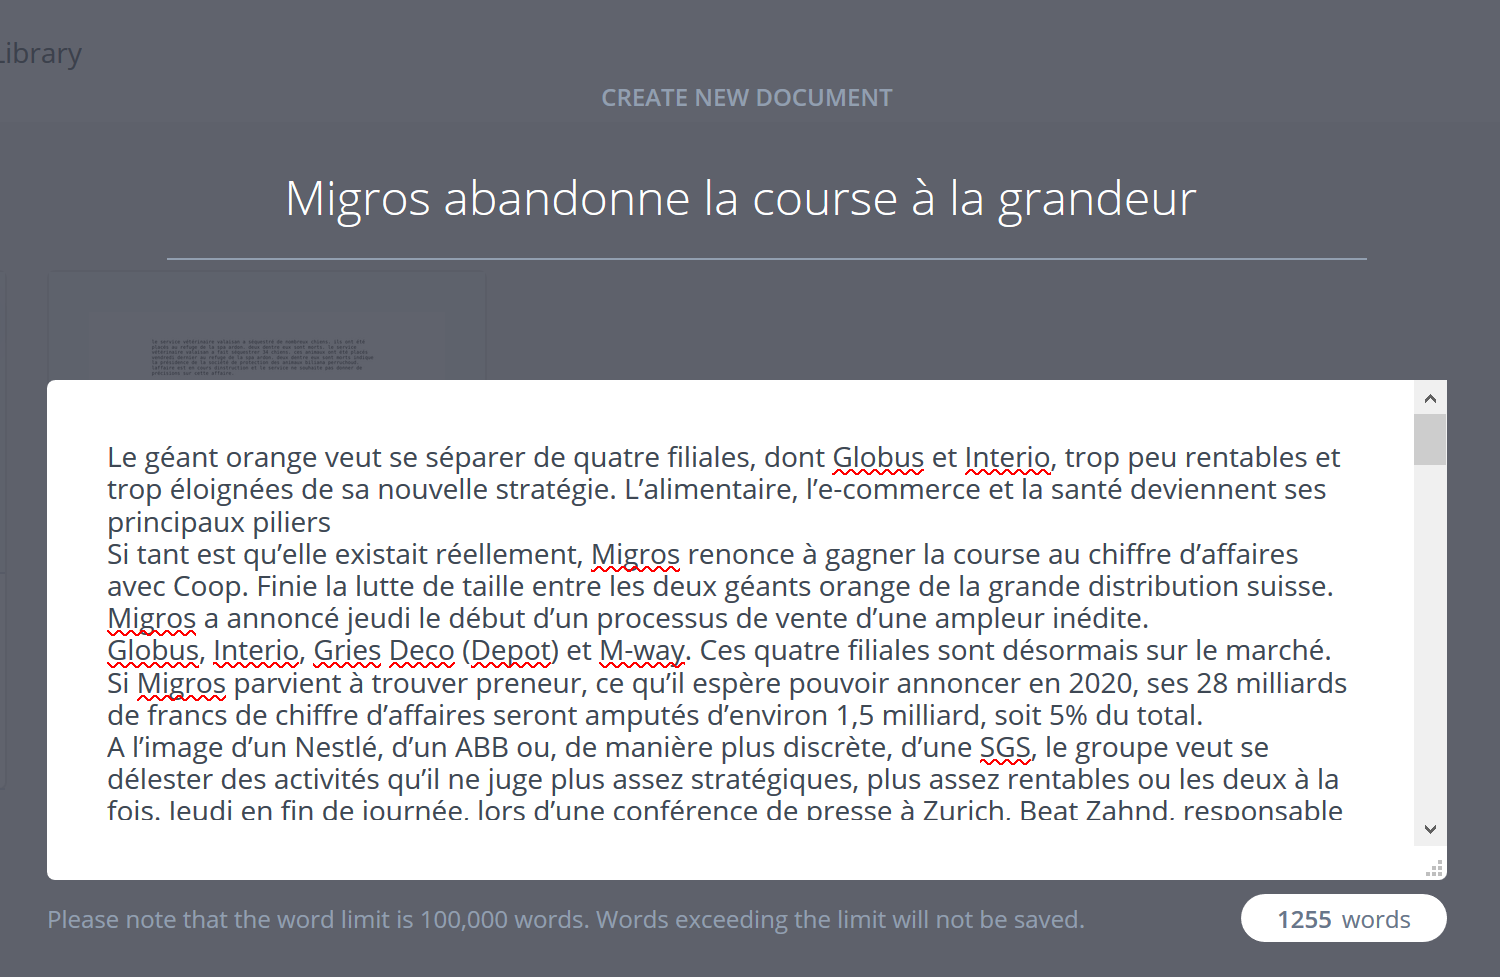 Library
CREATE NEW DOCUMENT
Migros abandonne la course à la grandeur
Le géant orange veut se séparer de quatre filiales, dont Globus et Interio, trop peu rentables et
trop éloignées de sa nouvelle stratégie. L’alimentaire, l’e-commerce et la santé deviennent ses
principaux piliers
Si tant est qu’elle existait réellement, Migros renonce à gagner la course au chiffre d’affaires
avec Coop. Finie la lutte de taille entre les deux géants orange de la grande distribution suisse.
Migros a annoncé jeudi le début d’un processus de vente d’une ampleur inédite.
Globus, Interio, Gries Deco (Depot) et M-way. Ces quatre filiales sont désormais sur le marché.
Si Migros parvient à trouver preneur, ce qu’il espère pouvoir annoncer en 2020, ses 28 milliards
de francs de chiffre d’affaires seront amputés d’environ 1,5 milliard, soit 5% du total.
A l’image d’un Nestlé, d’un ABB ou, de manière plus discrète, d’une SGS, le groupe veut se
délester des activités qu’il ne juge plus assez stratégiques, plus assez rentables ou les deux à la
fois. Jeudi en fin de journée, lors d’une conférence de presse à Zurich, Beat Zahnd, responsable
Please note that the word limit is 100,000 words. Words exceeding the limit will not be saved.
1255 words